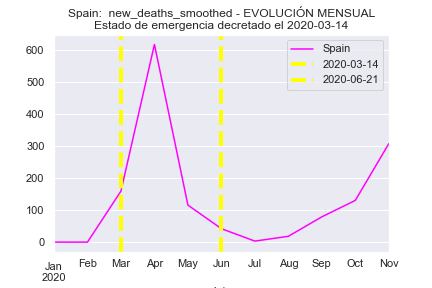 Spain:  new_deaths_smoothed - EVOLUCIÓN MENSUAL
Estado de emergencia decretado el 2020-03-14
Spain
2020-03-14
2020-06-21
600
500
400
300
200
100
0
Jan Feb Mar Apr May Jun Jul Aug Sep Oct Nov
2020